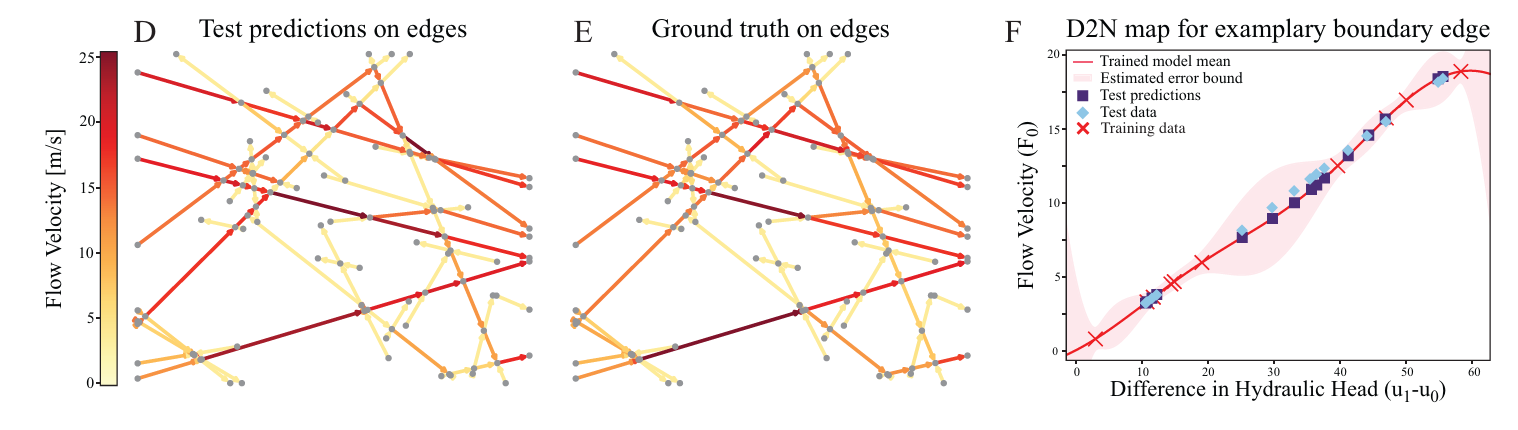 D Test predictions on edges
E Ground truth on edges
F D2N map for examplary boundary edge
Flow Velocity [m/s]
25
20
15
10
5
0
Trained model mean
Estimated error bound
Test predictions
Test data
Training data
Flow Velocity (F0)
20
15
10
5
0
0 10 20 30 40 50 60
Difference in Hydraulic Head (u1-u0)